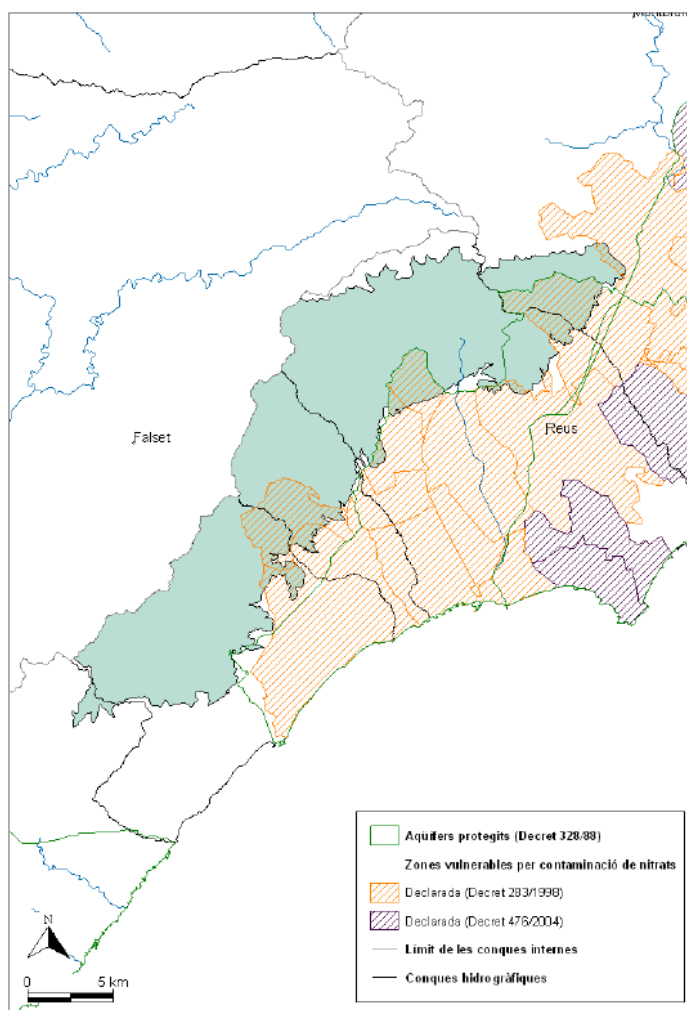 Falset
Reus
Aqüífers protegits (Decret 328/88)
Zones vulnerables per contaminació de nitrats
Declarada (Decret 283/1998)
Declarada (Decret 476/2004)
Límit de les conques internes
Conques hidrogràfiques
N
0 5 km